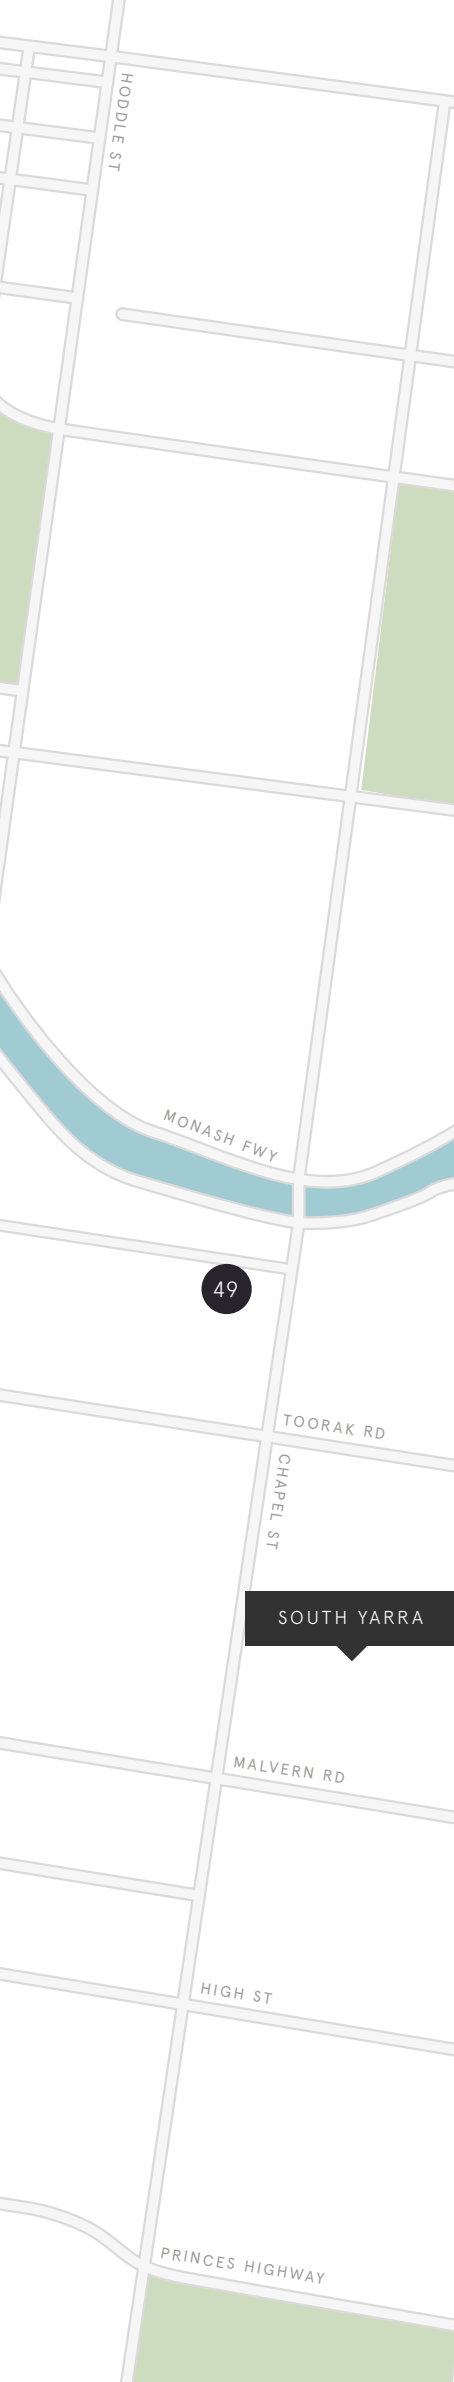 HODDLE ST
MONASH FWY
49
TOORAK RD
CHAPEL ST
SOUTH YARRA
MALVERN RD
HIGH ST
PRINCES HIGHWAY